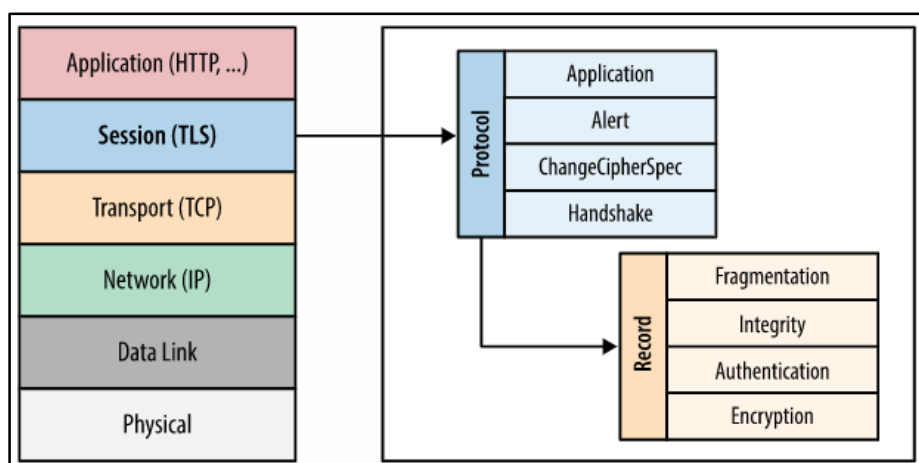 Application (HTTP, ...)
Session (TLS)
Transport (TCP)
Network (IP)
Data Link
Physical
Protocol
Application
Alert
ChangeCipherSpec
Handshake
Record
Fragmentation
Integrity
Authentication
Encryption